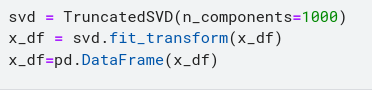 svd = TruncatedSVD(n_components=1000)
x_df = svd.fit_transform(x_df)
x_df=pd.DataFrame(x_df)